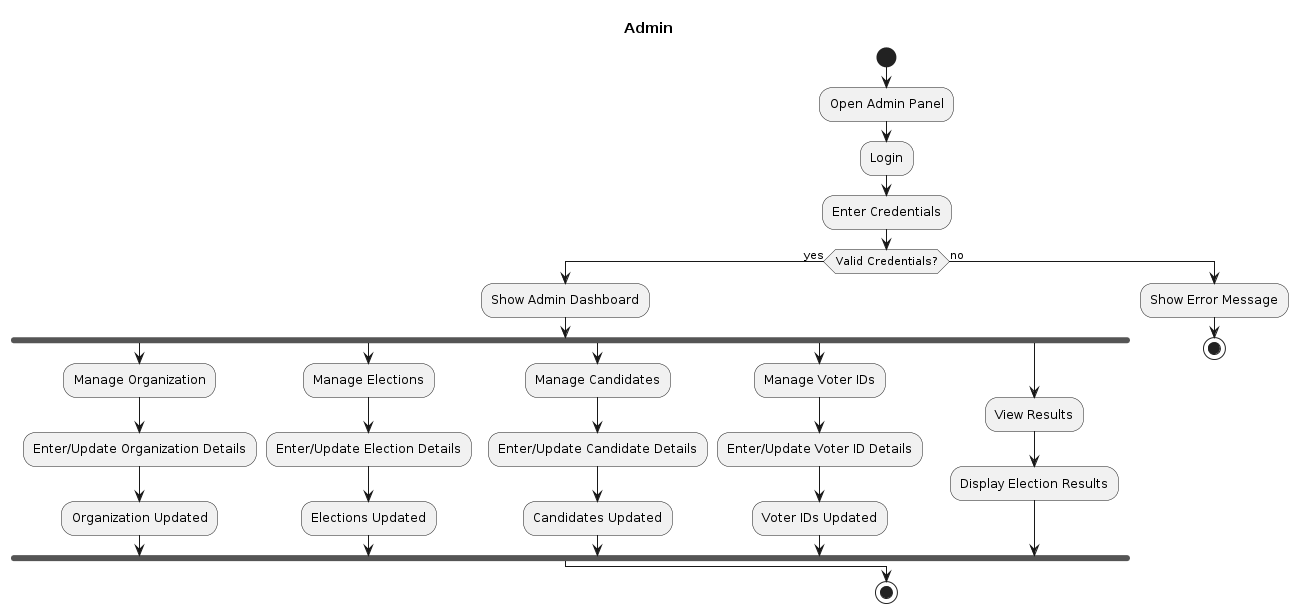 Admin
Open Admin Panel
Login
Enter Credentials
yes
Valid Credentials?
no
Show Admin Dashboard
Show Error Message
Manage Organization
Manage Elections
Manage Candidates
Manage Voter IDs
View Results
Enter/Update Organization Details
Enter/Update Election Details
Enter/Update Candidate Details
Enter/Update Voter ID Details
Display Election Results
Organization Updated
Elections Updated
Candidates Updated
Voter IDs Updated